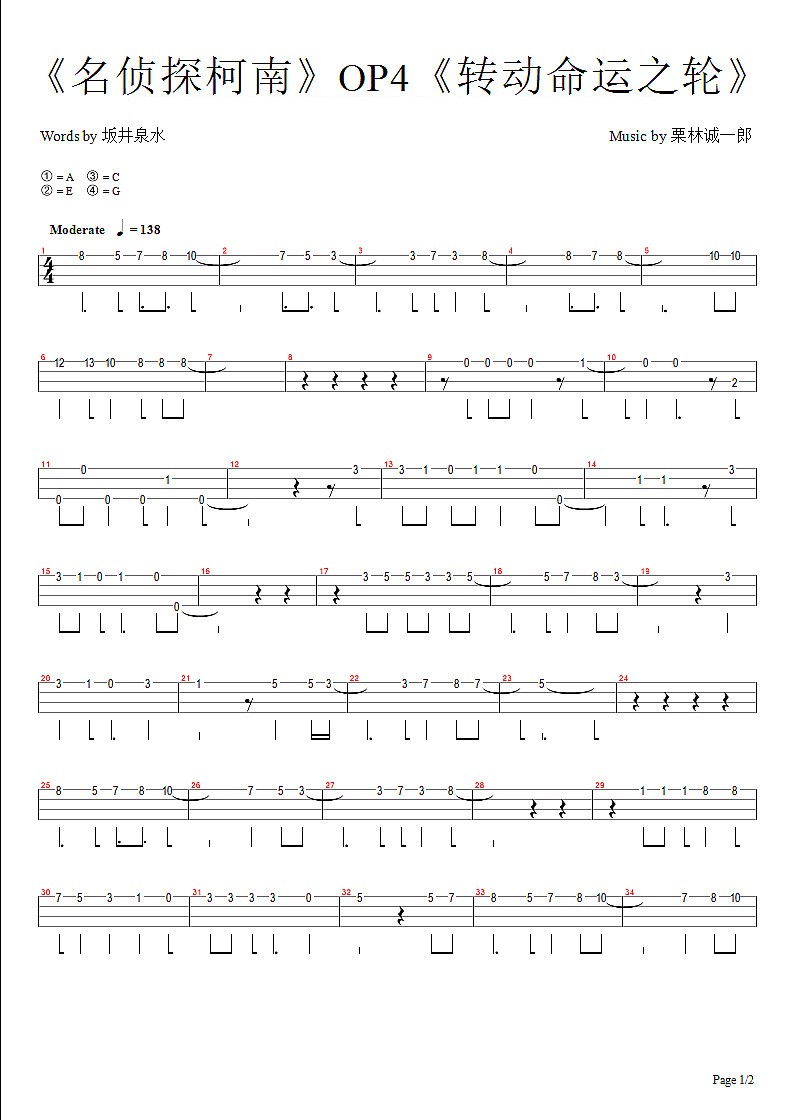 《名侦探柯南》OP4《转动命运之轮》
Words by 坂井泉水
Music by 栗林诚一郎
① = A ③ = C
② = E ④ = G
Moderate ♩ = 138
1 2 3 4 5
4/4 8 5 7 8 10 7 5 3 3 7 3 8 8 7 8 10 10
6 7 8 9 10
12 13 10 8 8 8 0 0 0 0 1 0 0 2
11 12 13 14
0 0 0 0 1 0 3 3 1 0 1 1 0 0 1 1 3
15 16 17 18 19
3 1 0 1 0 0 3 5 5 3 3 5 5 7 8 3 3
20 21 22 23 24
3 1 0 3 1 5 5 3 3 7 8 7 5
25 26 27 28 29
8 5 7 8 10 7 5 3 3 7 3 8 1 1 1 8 8
30 31 32 33 34
7 5 3 1 0 3 3 3 3 0 5 5 7 8 5 7 8 10 7 8 10
Page 1/2